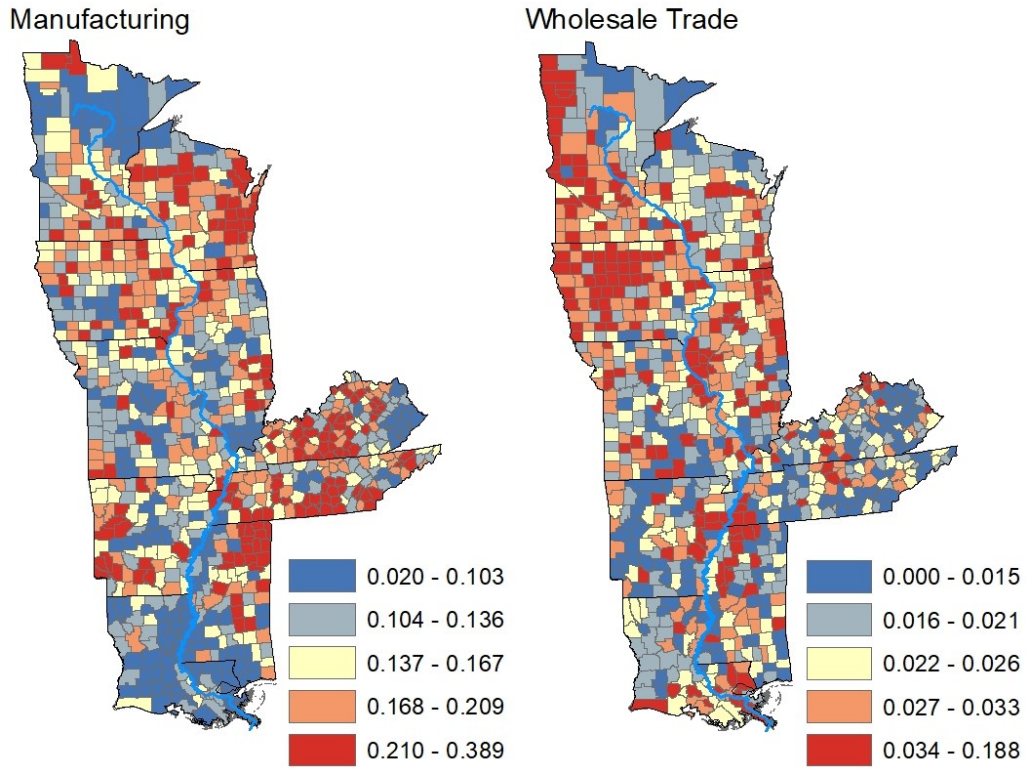 Manufacturing
Wholesale Trade
0.020 - 0.103
0.104 - 0.136
0.137 - 0.167
0.168 - 0.209
0.210 - 0.389
0.000 - 0.015
0.016 - 0.021
0.022 - 0.026
0.027 - 0.033
0.034 - 0.188